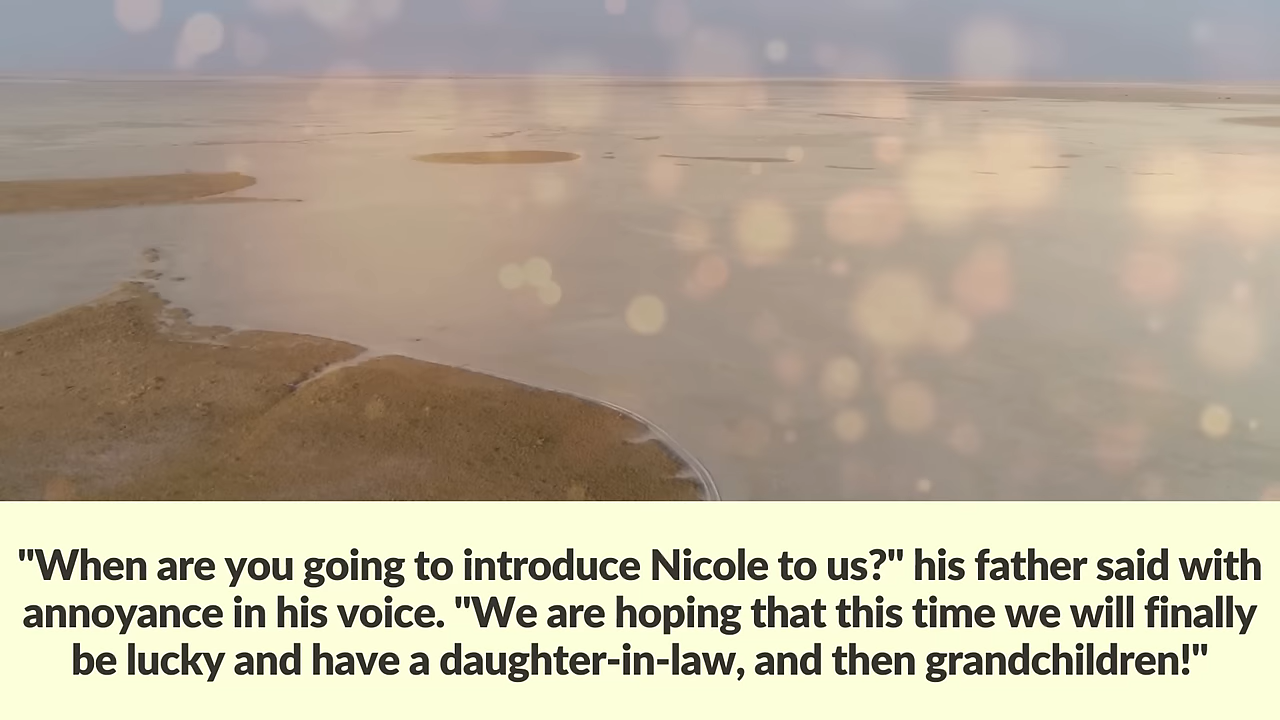 "When are you going to introduce Nicole to us?" his father said with
annoyance in his voice. "We are hoping that this time we will finally
be lucky and have a daughter-in-law, and then grandchildren!"